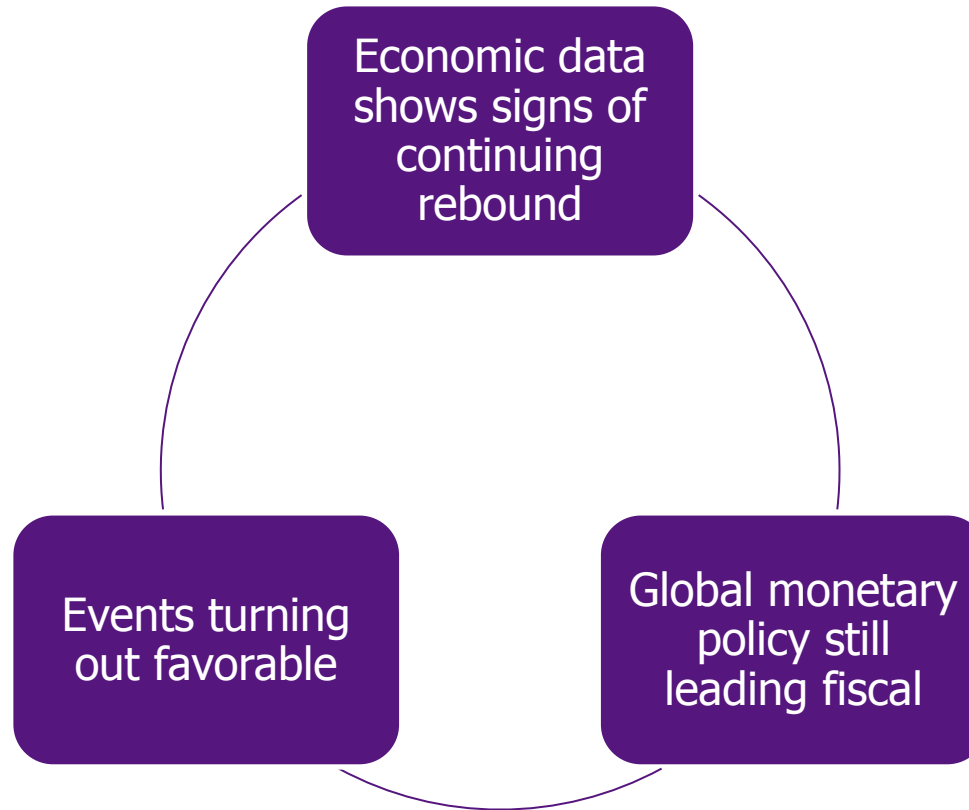 Economic data
shows signs of
continuing
rebound
Events turning
out favorable
Global monetary
policy still
leading fiscal